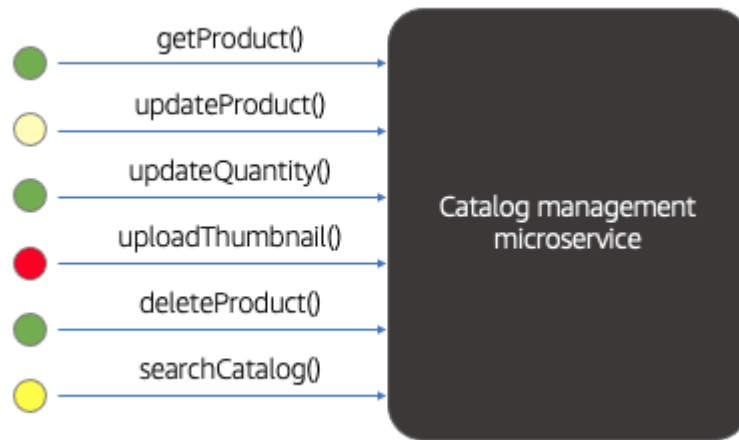 getProduct()
updateProduct()
updateQuantity()
uploadThumbnail()
deleteProduct()
searchCatalog()
Catalog management
microservice